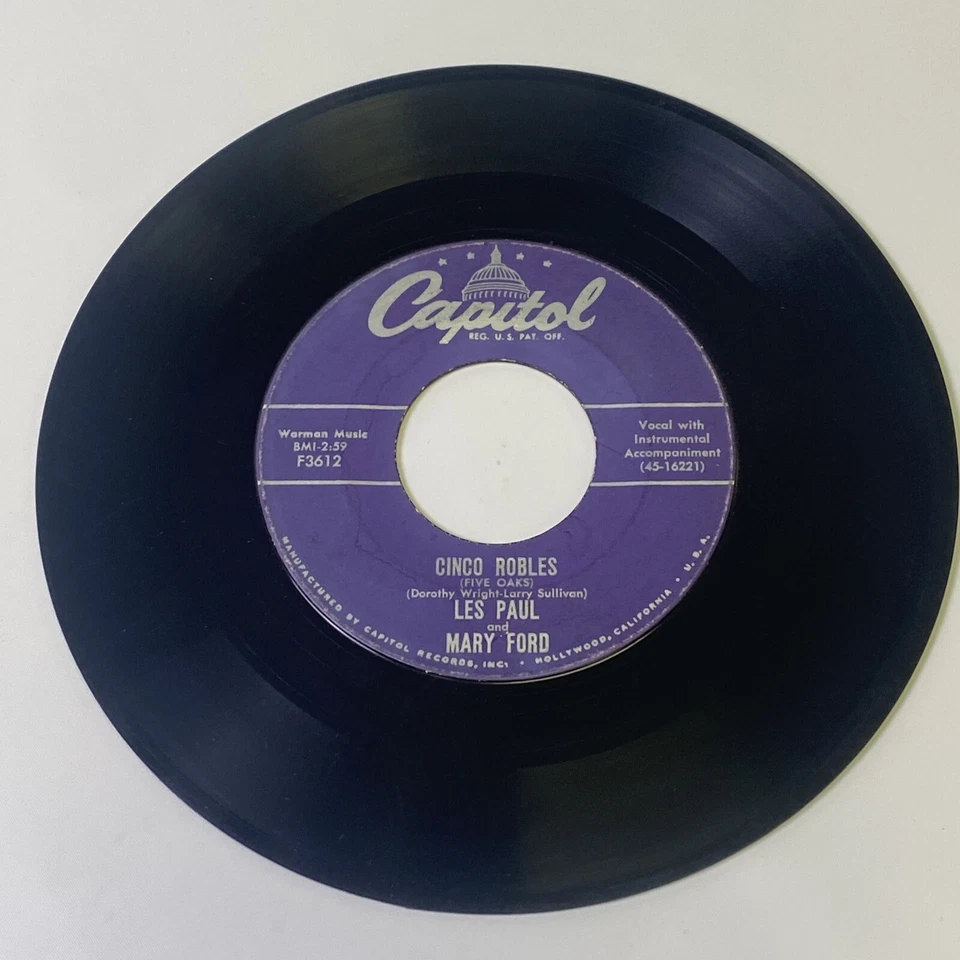 Capitol
REG. U. S. PAT. OFF.
Warman Music
BMI-2:59
F3612
Vocal with
Instrumental
Accompaniment
(45-16221)
CINCO ROBLES
(FIVE OAKS)
(Dorothy Wright-Larry Sullivan)
LES PAUL
and
MARY FORD
MANUFACTURED BY CAPITOL RECORDS, INC. • HOLLYWOOD, CALIFORNIA • U. S. A.